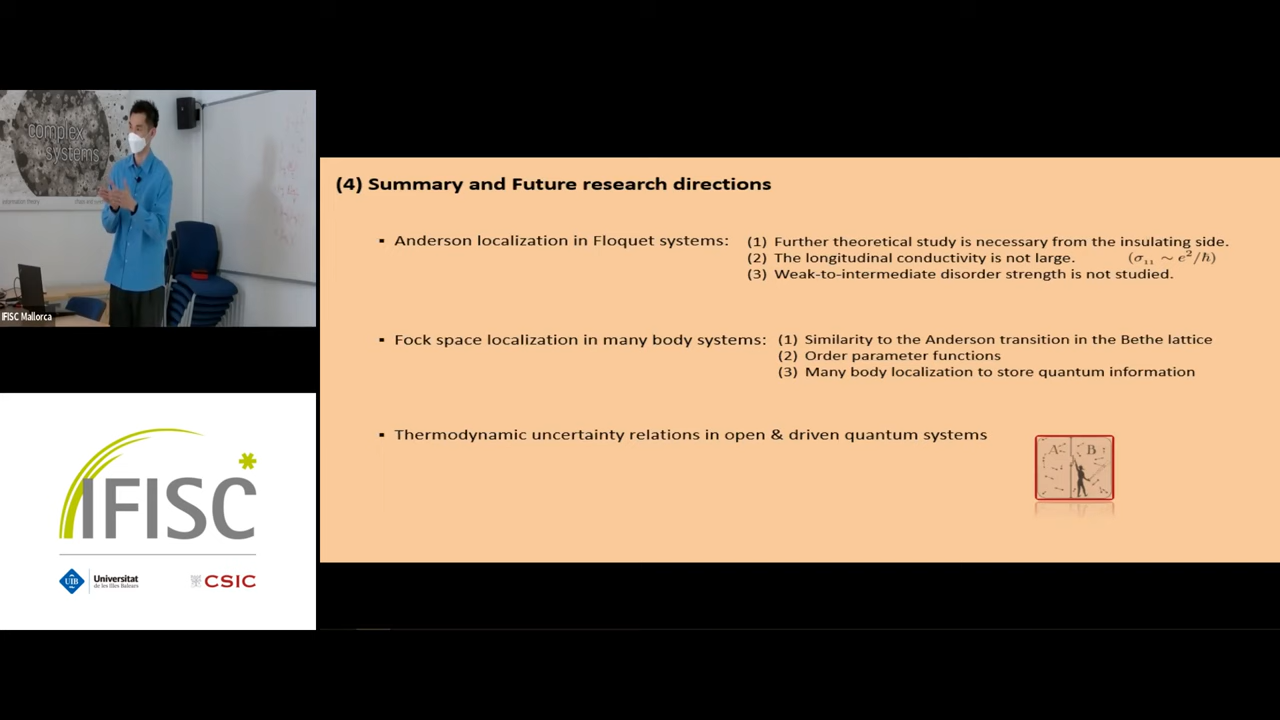 complex
systems
IFISC Mallorca
IFISC
UIB Universitat
de les Illes Balears
CSIC
(4) Summary and Future research directions
▪ Anderson localization in Floquet systems:
(1) Further theoretical study is necessary from the insulating side.
(2) The longitudinal conductivity is not large. (σ₁₁ ∼ e²/ħ)
(3) Weak-to-intermediate disorder strength is not studied.
▪ Fock space localization in many body systems:
(1) Similarity to the Anderson transition in the Bethe lattice
(2) Order parameter functions
(3) Many body localization to store quantum information
▪ Thermodynamic uncertainty relations in open & driven quantum systems
A B